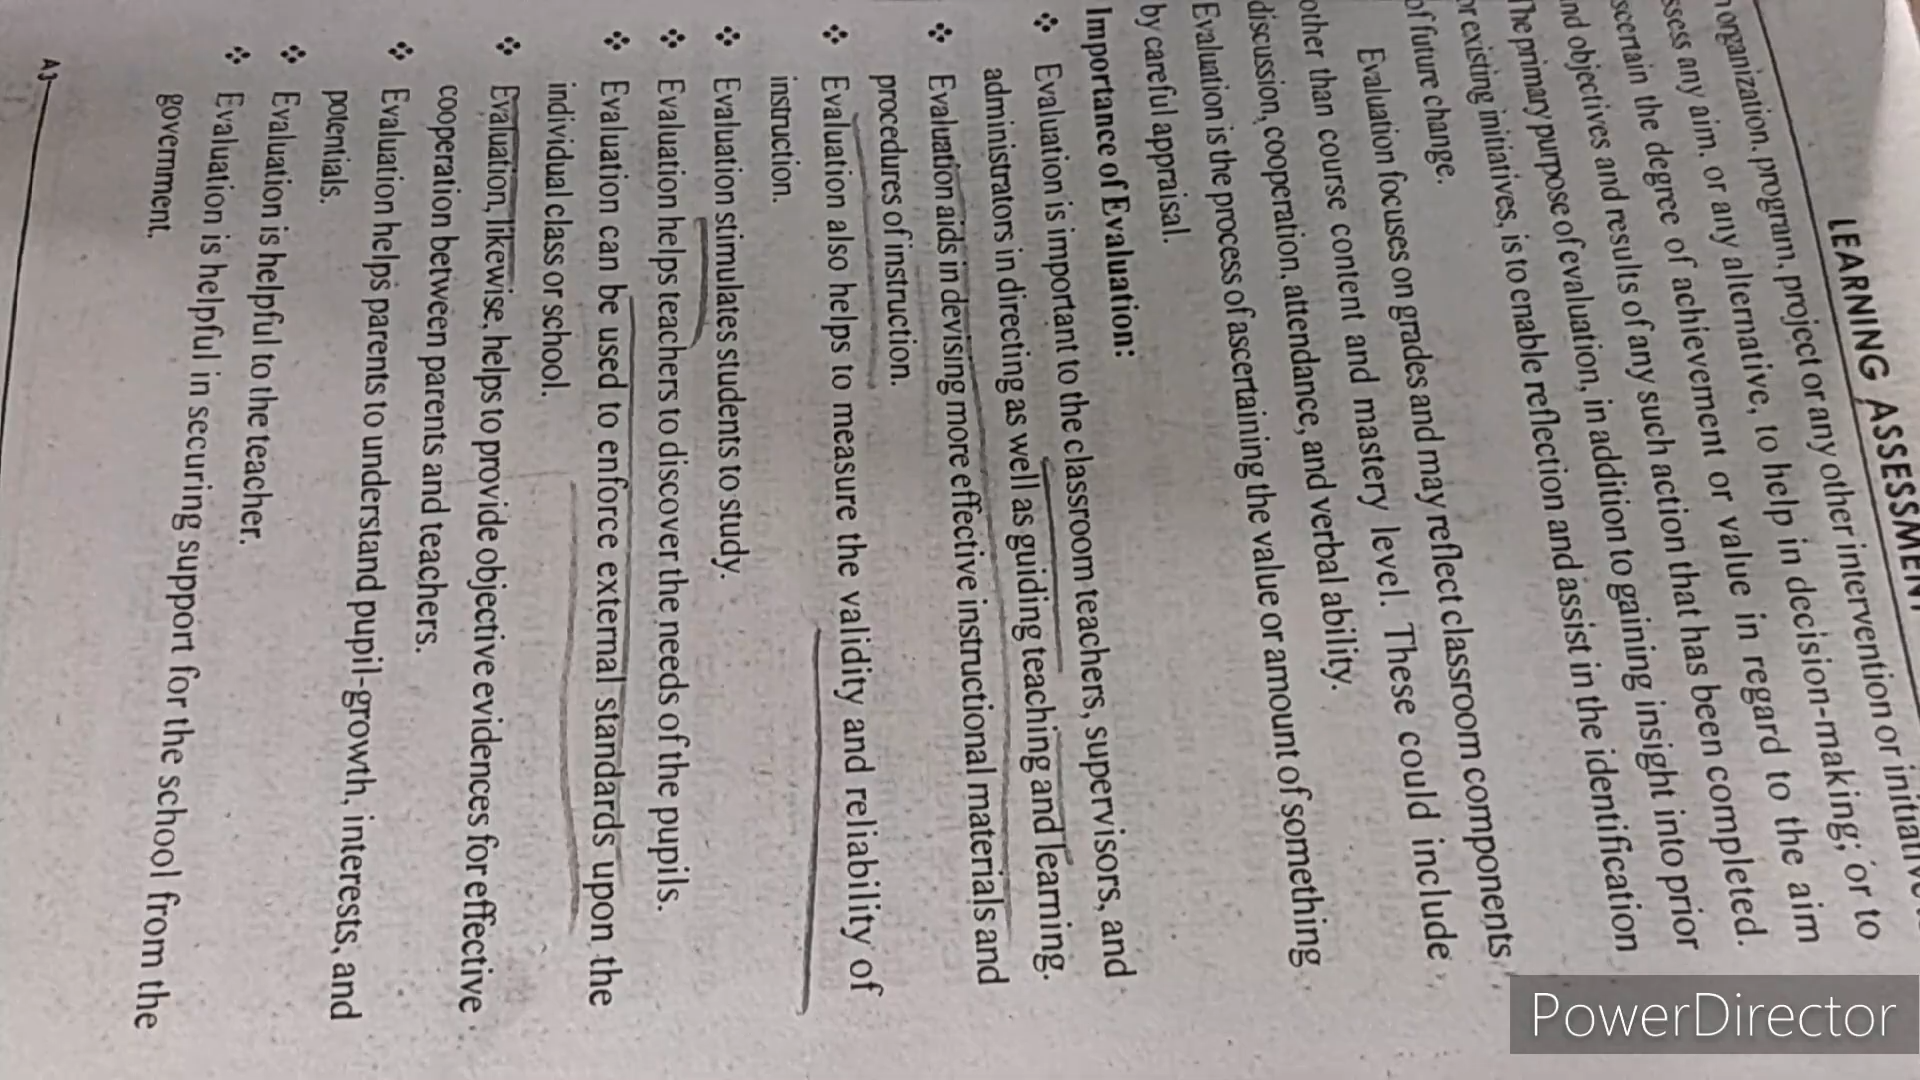 LEARNING ASSESSMENT
organization, program, project or any other intervention or
assess any aim, or any alternative, to help in decision-making; or to
ascertain the degree of achievement or value in regard to the aim
and objectives and results of any such action that has been completed.
The primary purpose of evaluation, in addition to gaining insight into prior
or existing initiatives, is to enable reflection and assist in the identification
of future change.
Evaluation focuses on grades and may reflect classroom components
other than course content and mastery level. These could include
discussion, cooperation, attendance, and verbal ability.
Evaluation is the process of ascertaining the value or amount of something
by careful appraisal.
Importance of Evaluation:
❖ Evaluation is important to the classroom teachers, supervisors, and
administrators in directing as well as guiding teaching and learning.
❖ Evaluation aids in devising more effective instructional materials and
procedures of instruction.
❖ Evaluation also helps to measure the validity and reliability of
instruction.
❖ Evaluation stimulates students to study.
❖ Evaluation helps teachers to discover the needs of the pupils.
❖ Evaluation can be used to enforce external standards upon the
individual class or school.
❖ Evaluation, likewise, helps to provide objective evidences for effective
cooperation between parents and teachers.
❖ Evaluation helps parents to understand pupil-growth, interests, and
potentials.
❖ Evaluation is helpful to the teacher.
❖ Evaluation is helpful in securing support for the school from the
government.
A3
PowerDirector